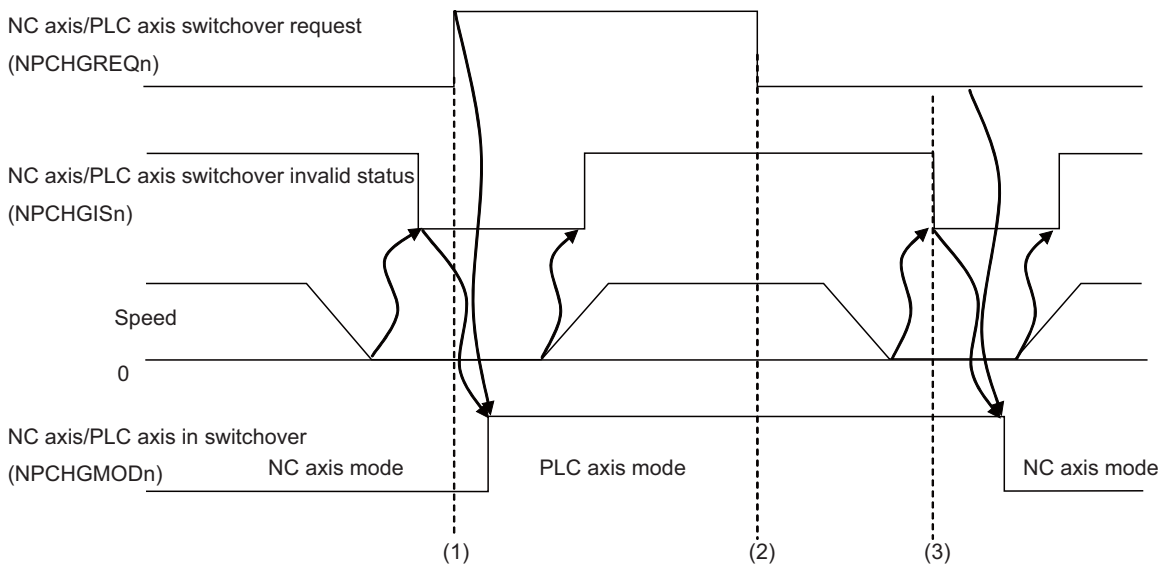 NC axis/PLC axis switchover request
(NPCHGREQn)
NC axis/PLC axis switchover invalid status
(NPCHGISn)
Speed
0
NC axis/PLC axis in switchover
(NPCHGMODn)
NC axis mode
PLC axis mode
NC axis mode
(1)
(2)
(3)